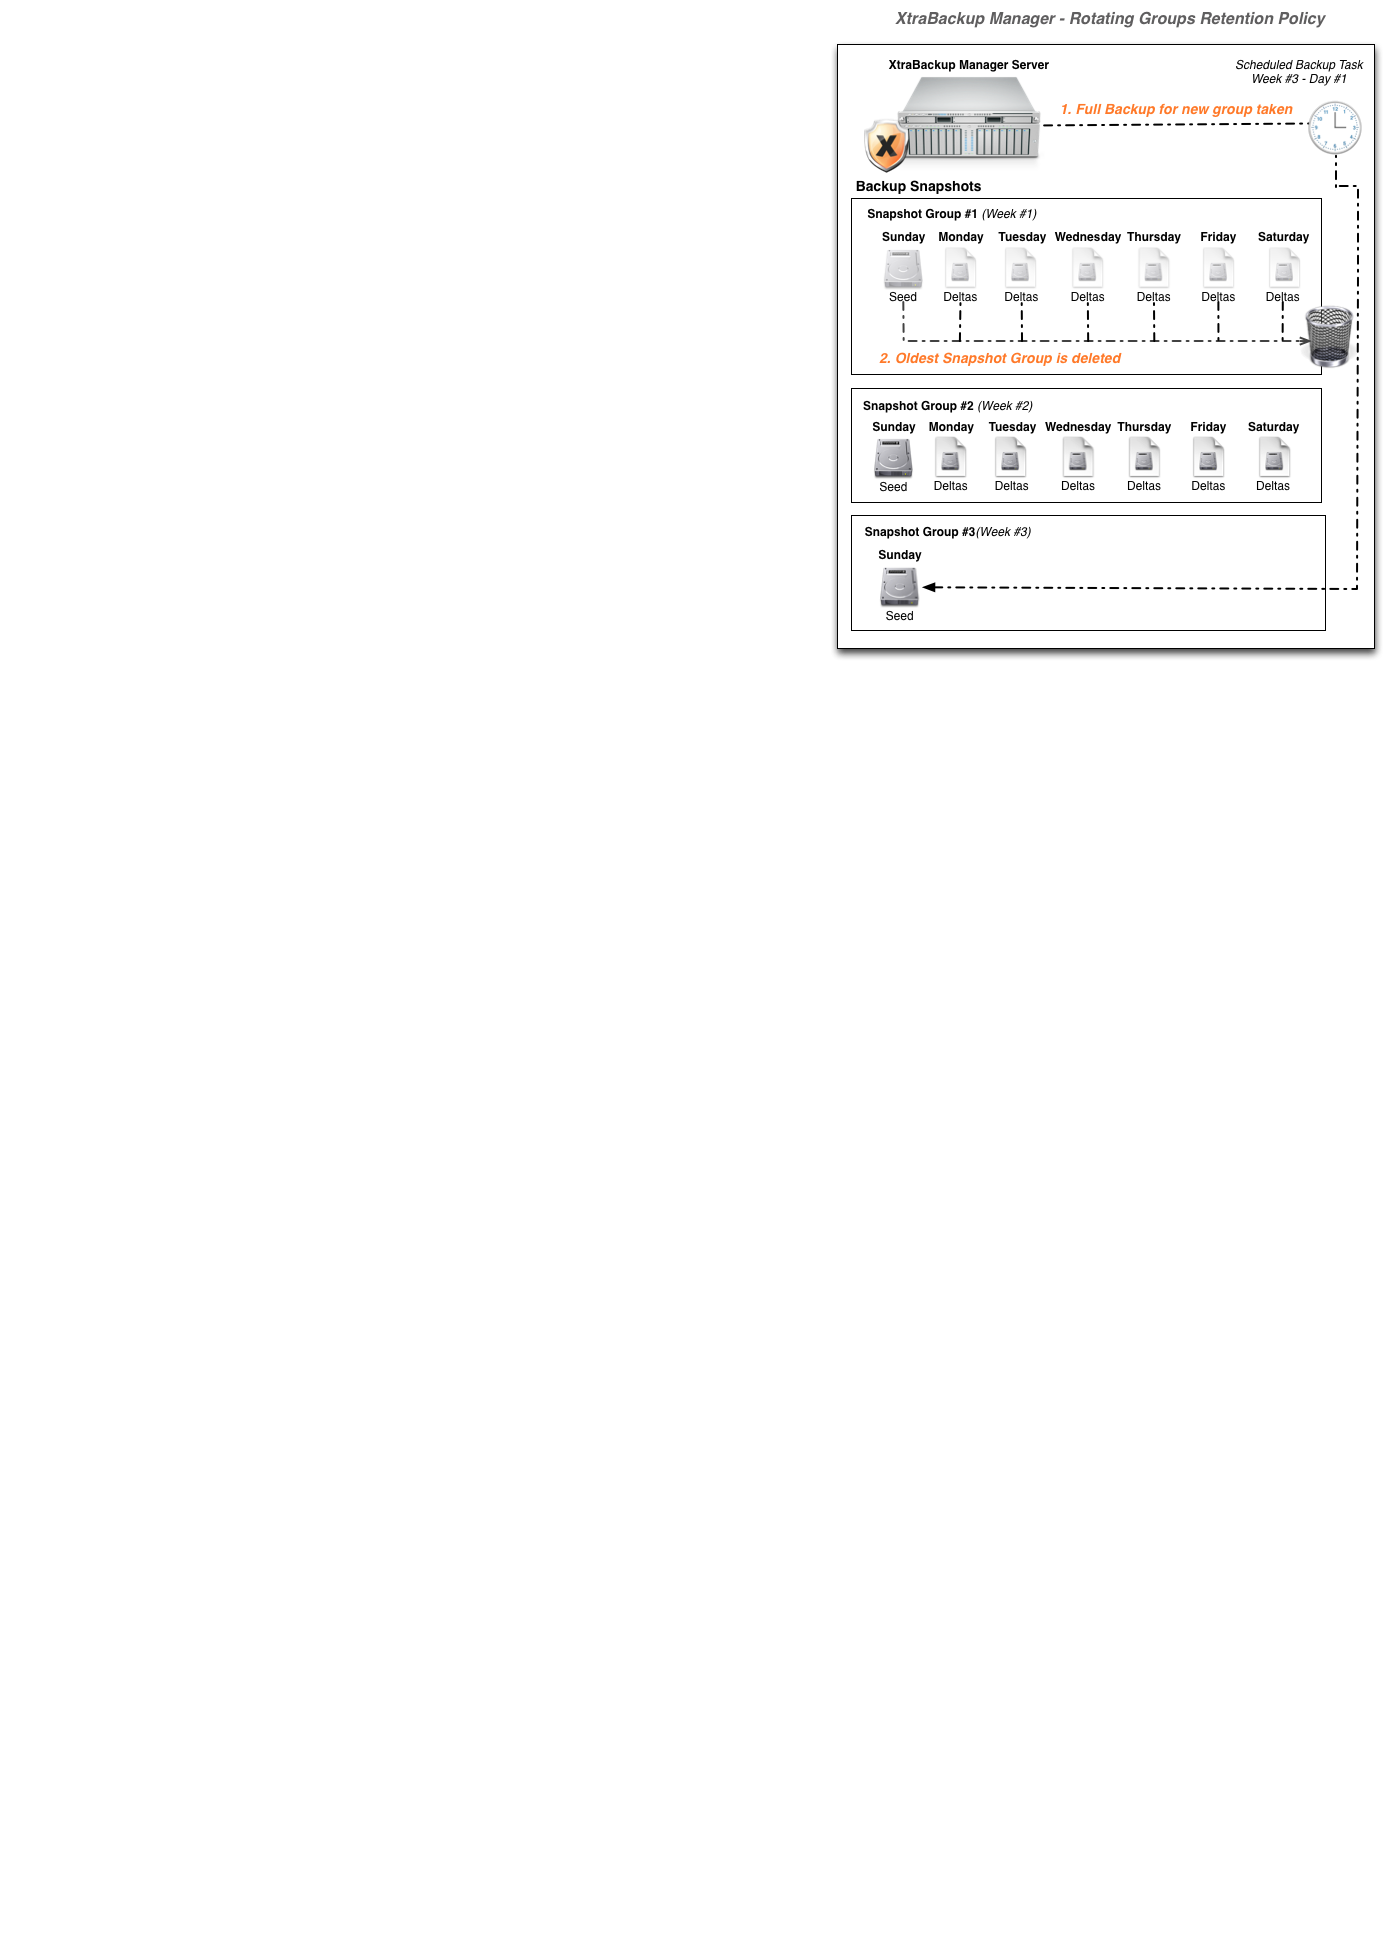 XtraBackup Manager - Rotating Groups Retention Policy
XtraBackup Manager Server
Scheduled Backup Task
Week #3 - Day #1
1. Full Backup for new group taken
X
Backup Snapshots
Snapshot Group #1 (Week #1)
Sunday Monday Tuesday Wednesday Thursday Friday Saturday
Seed Deltas Deltas Deltas Deltas Deltas Deltas
2. Oldest Snapshot Group is deleted
Snapshot Group #2 (Week #2)
Sunday Monday Tuesday Wednesday Thursday Friday Saturday
Seed Deltas Deltas Deltas Deltas Deltas Deltas
Snapshot Group #3(Week #3)
Sunday
Seed